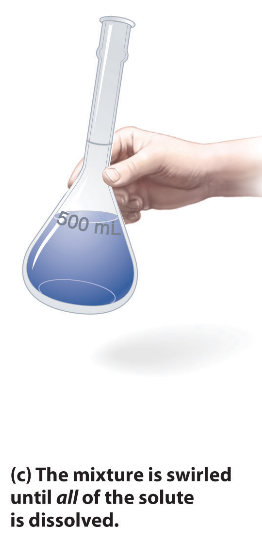 500 mL
(c) The mixture is swirled
until all of the solute
is dissolved.